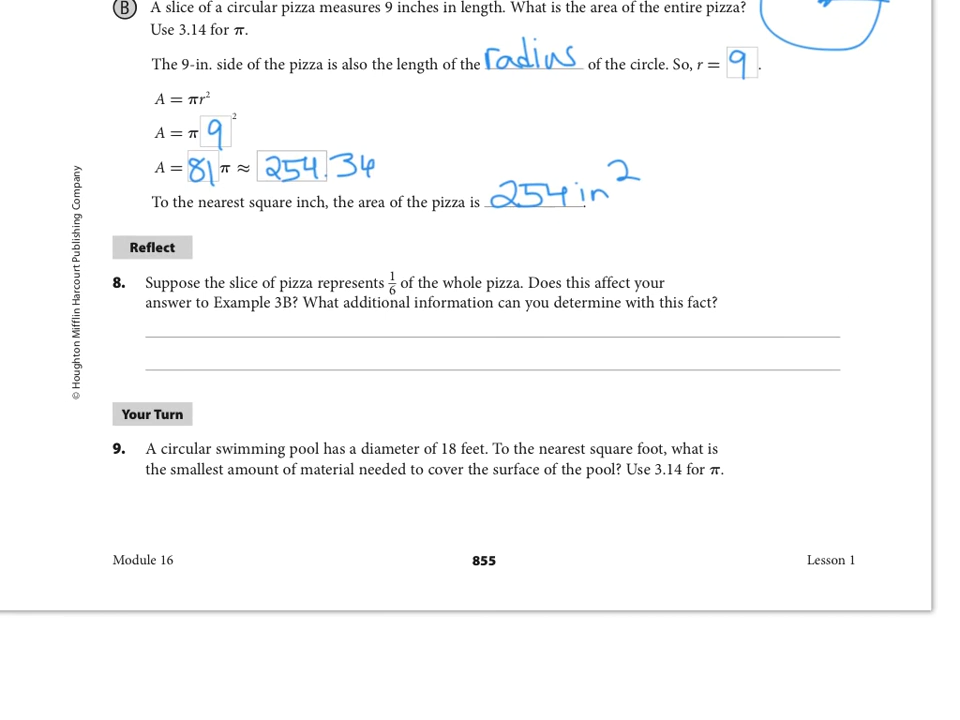 B A slice of a circular pizza measures 9 inches in length. What is the area of the entire pizza?
Use 3.14 for π.
The 9-in. side of the pizza is also the length of the radius of the circle. So, r = 9 .
A = πr²
A = π 9 ²
A = 81 π ≈ 254.34
To the nearest square inch, the area of the pizza is 254 in².
Reflect
8. Suppose the slice of pizza represents 1/6 of the whole pizza. Does this affect your
answer to Example 3B? What additional information can you determine with this fact?
Your Turn
9. A circular swimming pool has a diameter of 18 feet. To the nearest square foot, what is
the smallest amount of material needed to cover the surface of the pool? Use 3.14 for π.
Module 16 855 Lesson 1
© Houghton Mifflin Harcourt Publishing Company